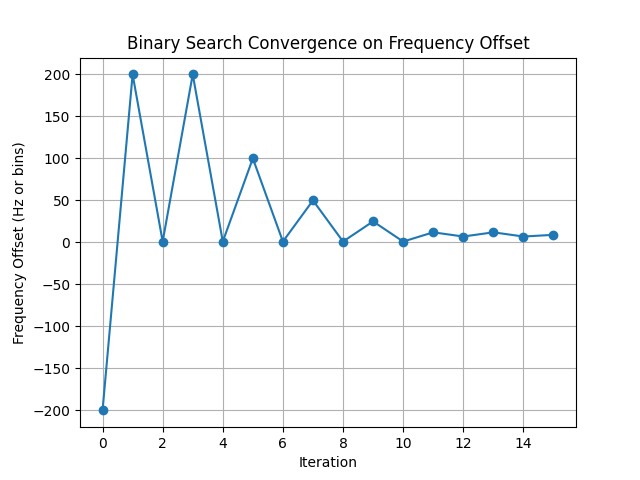 Binary Search Convergence on Frequency Offset
Frequency Offset (Hz or bins)
200
150
100
50
0
−50
−100
−150
−200
0 2 4 6 8 10 12 14
Iteration